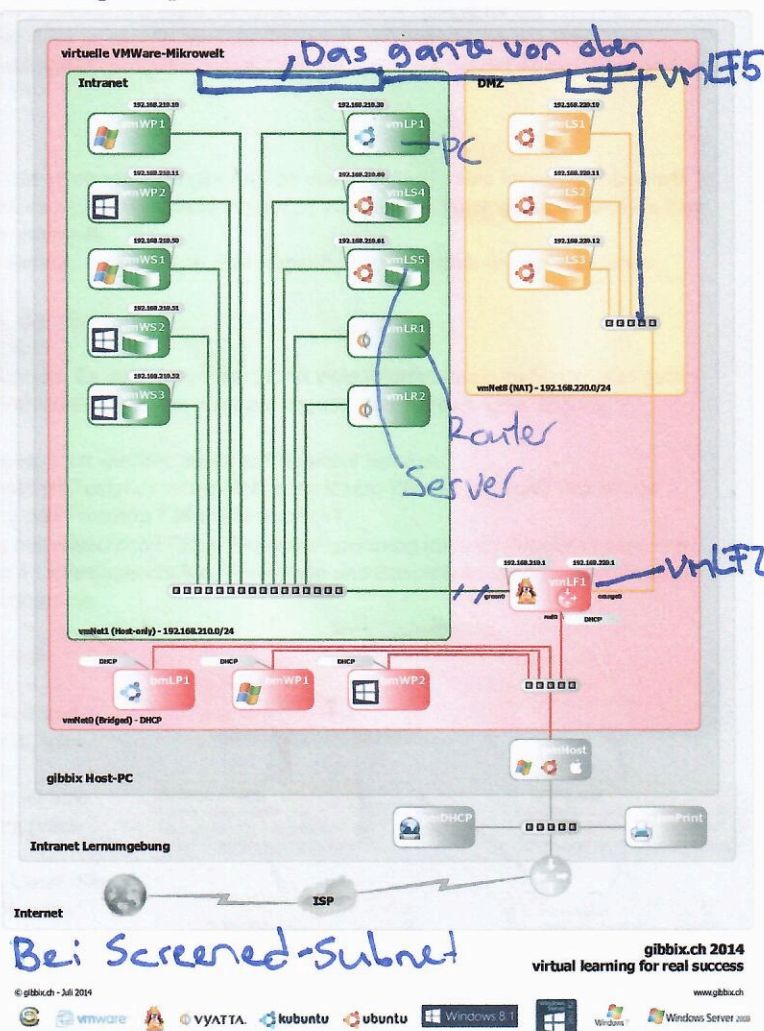 virtuelle VMWare-Mikrowelt
Das ganze von oben
vmLF5
Intranet
DMZ
192.168.210.10
vmWP1
192.168.210.30
vmLP1
PC
192.168.220.10
vmLS1
192.168.210.11
vmWP2
192.168.210.60
vmLS4
192.168.220.11
vmLS2
192.168.210.50
vmWS1
192.168.210.61
vmLS5
192.168.220.12
vmLS3
192.168.210.51
vmWS2
vmLR1
192.168.210.52
vmWS3
vmLR2
vmNet8 (NAT) - 192.168.220.0/24
Router
Server
192.168.210.1
192.168.220.1
vmLF1
green0
orange0
red0
DHCP
vmNet1 (Host-only) - 192.168.210.0/24
DHCP
bmLP1
DHCP
bmWP1
DHCP
bmWP2
vmNet0 (Bridged) - DHCP
gibbix Host-PC
Intranet Lernumgebung
Internet
ISP
Bei Screened-Subnet
gibbix.ch 2014
virtual learning for real success
© gibbix.ch - Juli 2014
www.gibbix.ch
vmware
VYATTA.
kubuntu
ubuntu
Windows 8.1
Windows Server